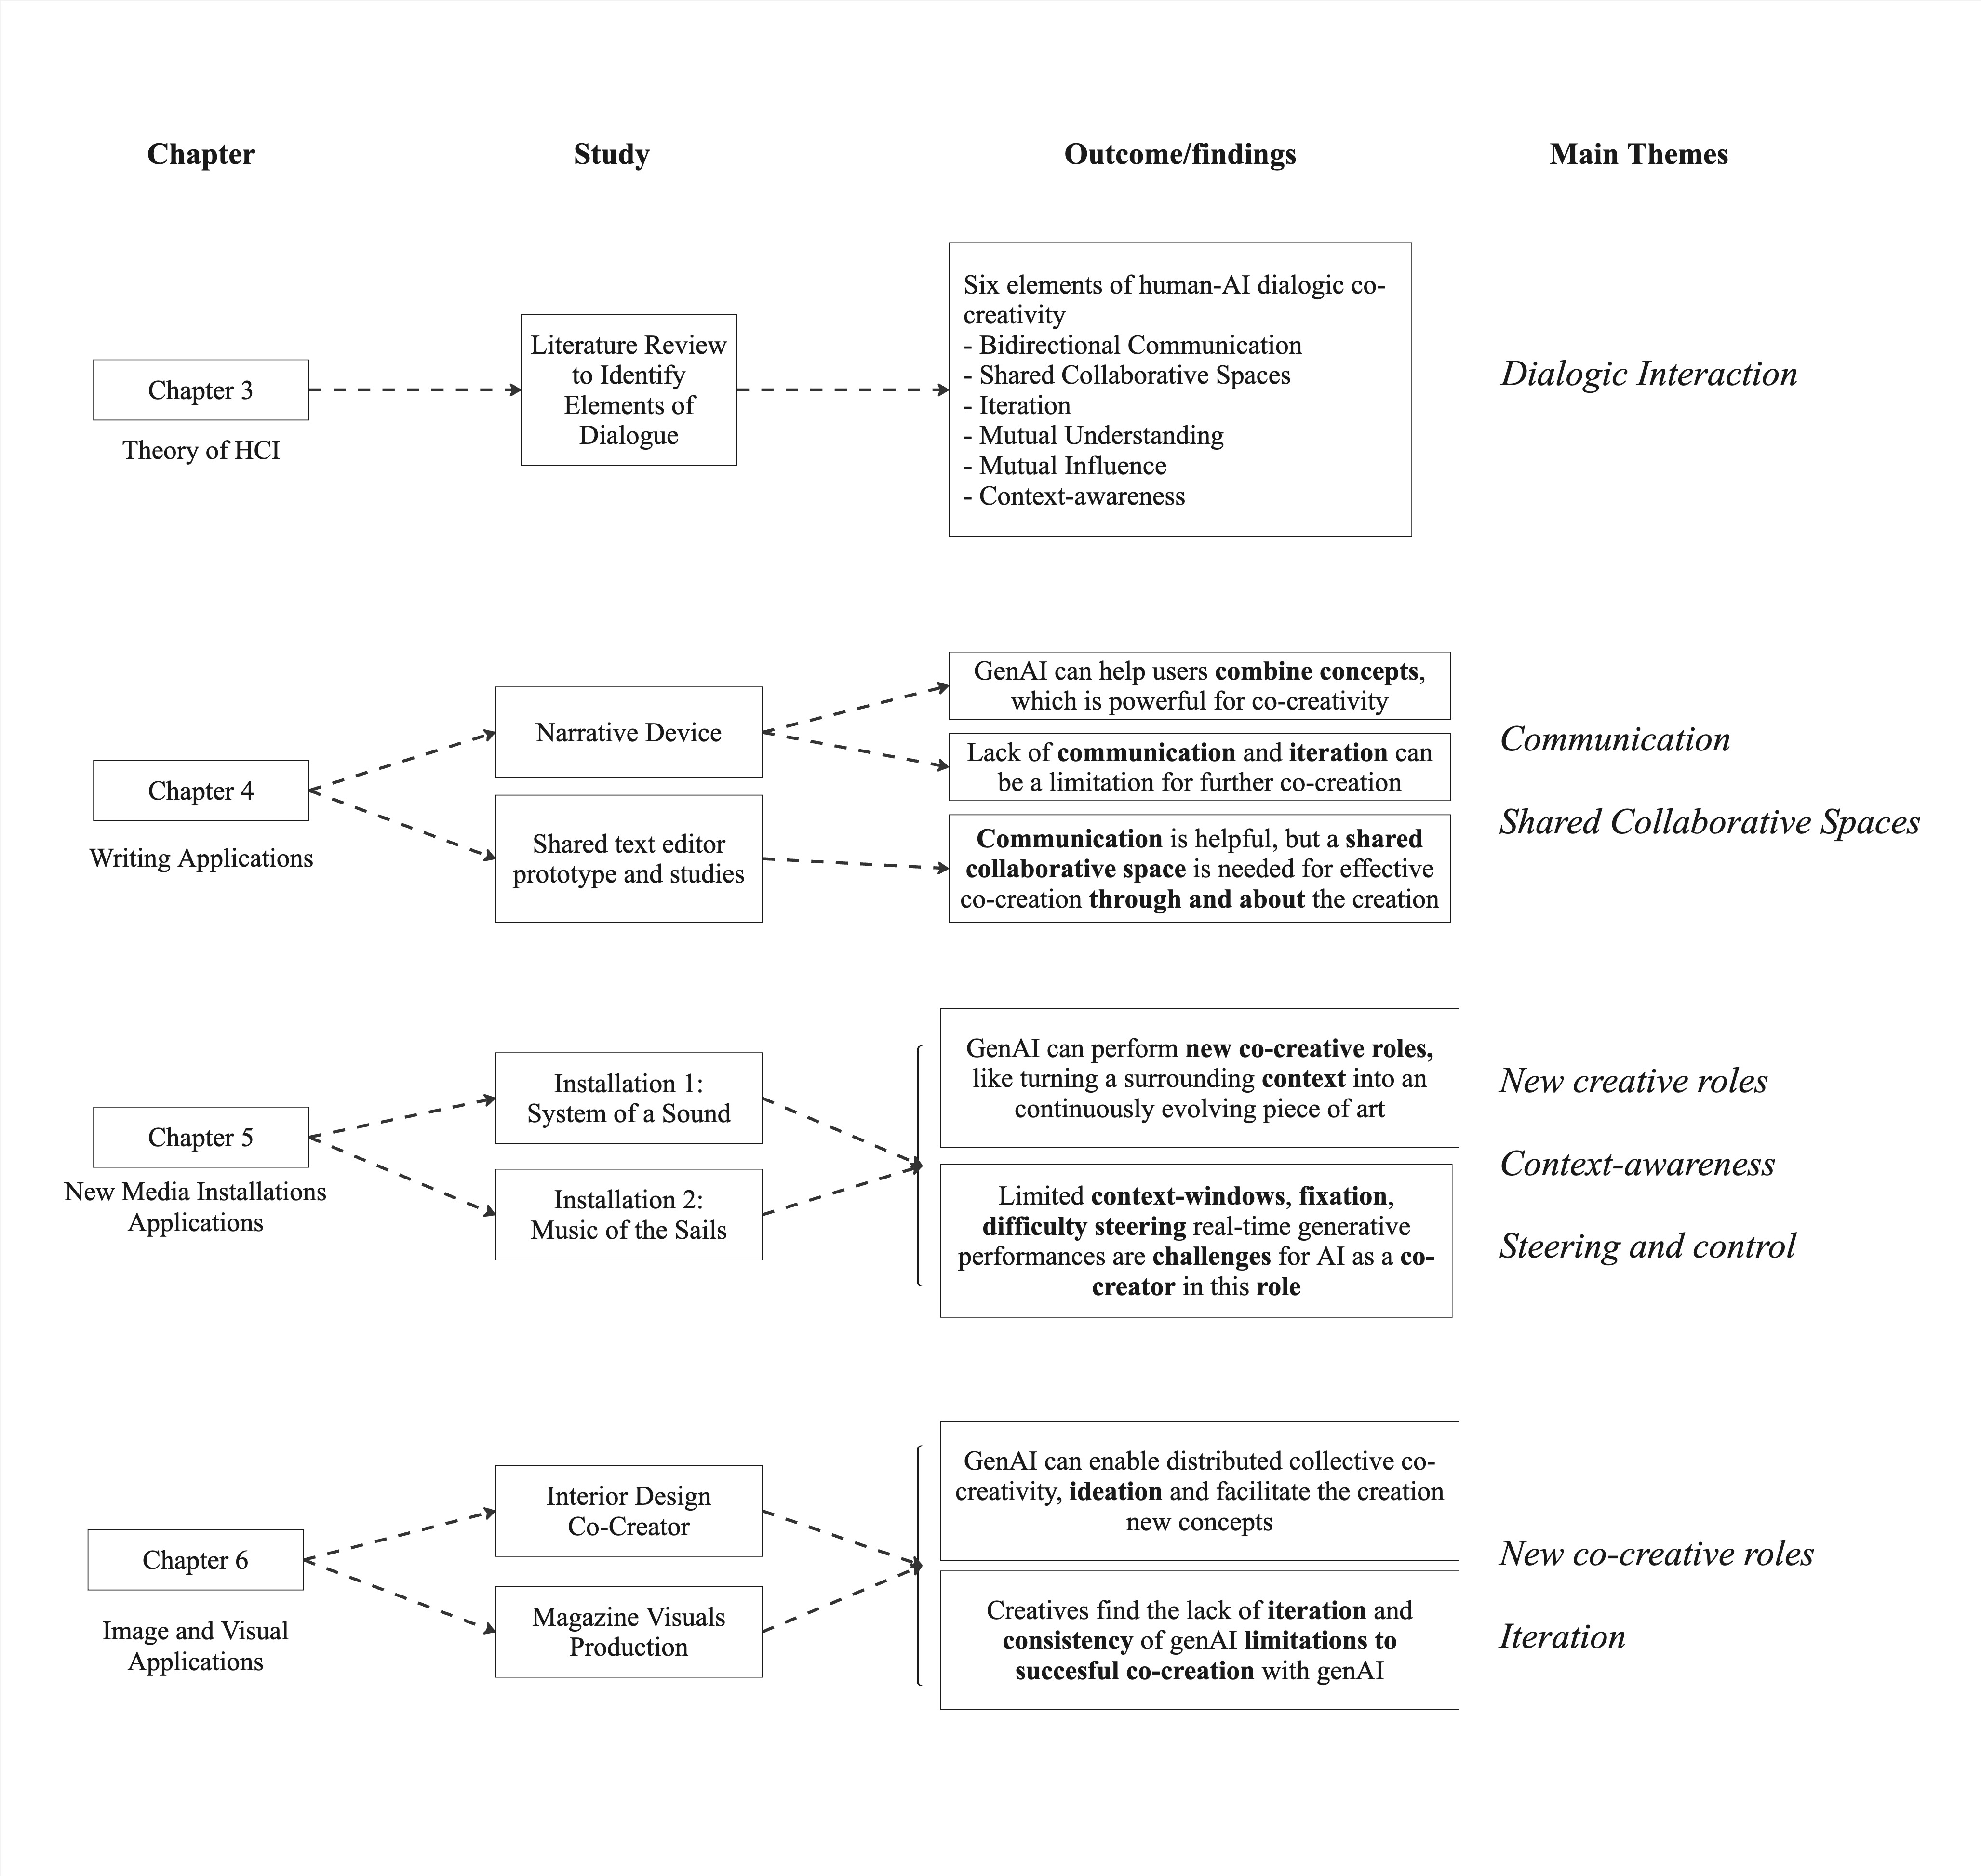 Chapter
Study
Outcome/findings
Main Themes
Chapter 3
Theory of HCI
Literature Review
to Identify
Elements of
Dialogue
Six elements of human-AI dialogic co-
creativity
- Bidirectional Communication
- Shared Collaborative Spaces
- Iteration
- Mutual Understanding
- Mutual Influence
- Context-awareness
Dialogic Interaction
Chapter 4
Writing Applications
Narrative Device
Shared text editor
prototype and studies
GenAI can help users combine concepts,
which is powerful for co-creativity
Lack of communication and iteration can
be a limitation for further co-creation
Communication is helpful, but a shared
collaborative space is needed for effective
co-creation through and about the creation
Communication
Shared Collaborative Spaces
Chapter 5
New Media Installations
Applications
Installation 1:
System of a Sound
Installation 2:
Music of the Sails
GenAI can perform new co-creative roles,
like turning a surrounding context into an
continuously evolving piece of art
Limited context-windows, fixation,
difficulty steering real-time generative
performances are challenges for AI as a co-
creator in this role
New creative roles
Context-awareness
Steering and control
Chapter 6
Image and Visual
Applications
Interior Design
Co-Creator
Magazine Visuals
Production
GenAI can enable distributed collective co-
creativity, ideation and facilitate the creation
new concepts
Creatives find the lack of iteration and
consistency of genAI limitations to
succesful co-creation with genAI
New co-creative roles
Iteration